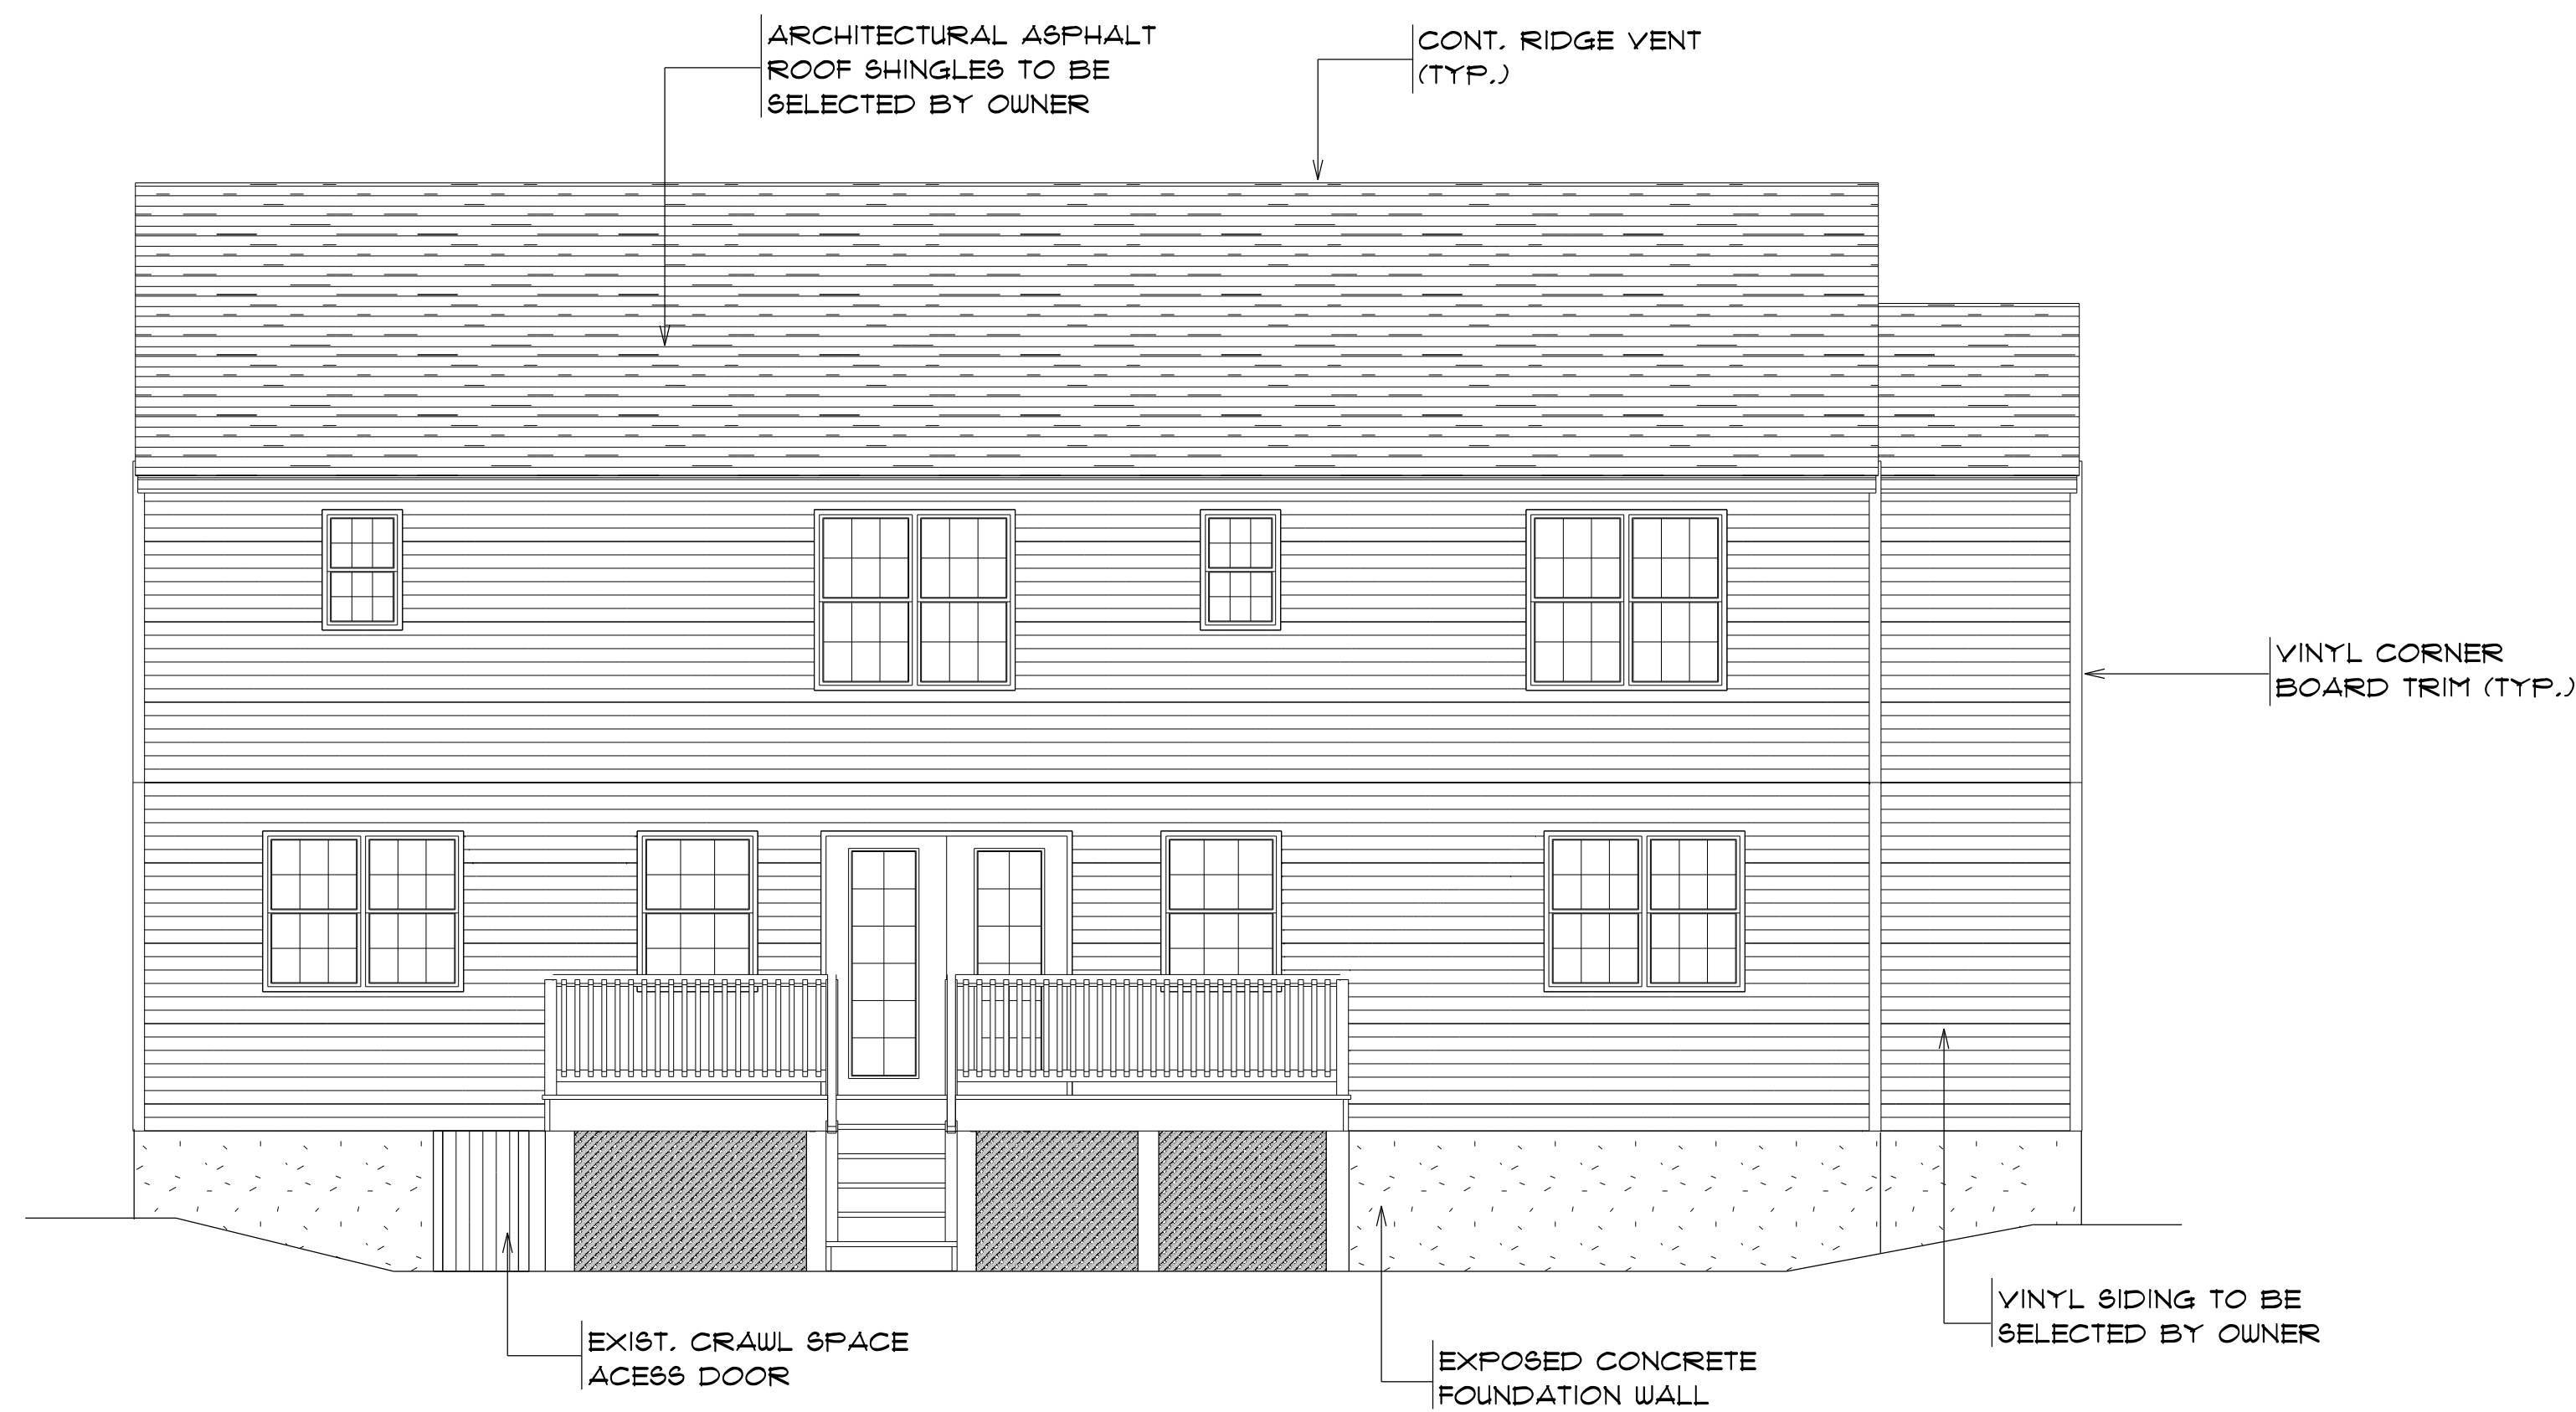 ARCHITECTURAL ASPHALT
ROOF SHINGLES TO BE
SELECTED BY OWNER
CONT. RIDGE VENT
(TYP.)
VINYL CORNER
BOARD TRIM (TYP.)
VINYL SIDING TO BE
SELECTED BY OWNER
EXIST. CRAWL SPACE
ACESS DOOR
EXPOSED CONCRETE
FOUNDATION WALL